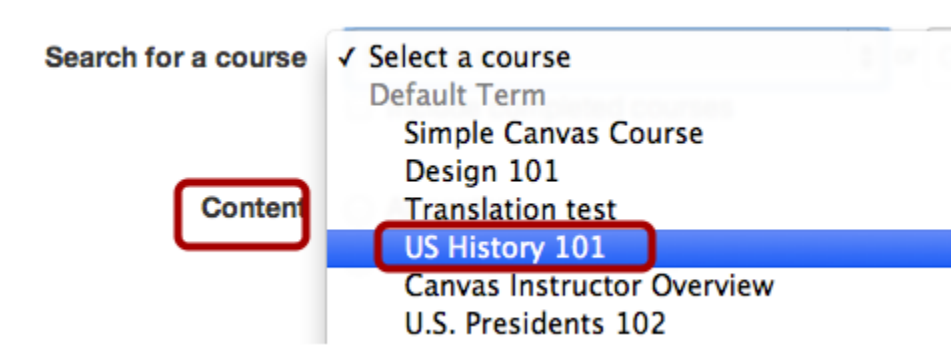 Search for a course ✓ Select a course
Default Term
Simple Canvas Course
Design 101
Content Translation test
US History 101
Canvas Instructor Overview
U.S. Presidents 102